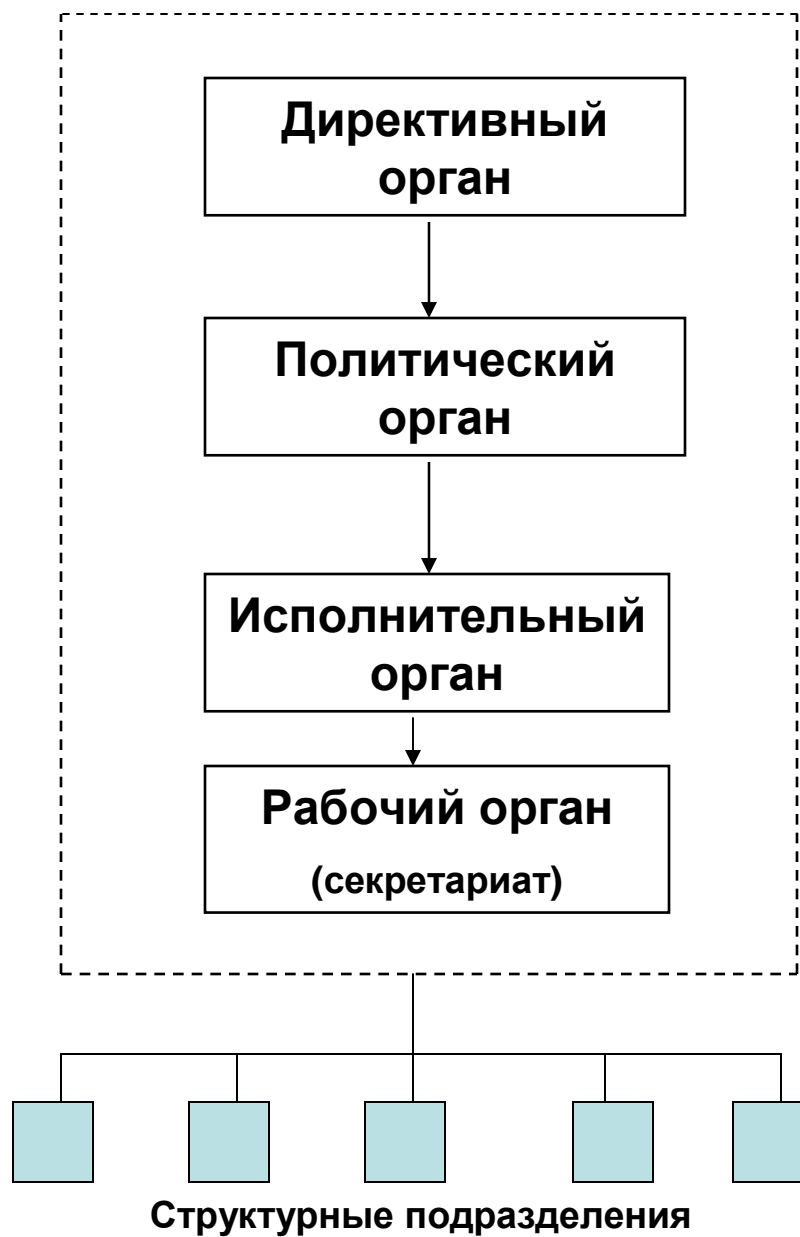 Директивный
орган
Политический
орган
Исполнительный
орган
Рабочий орган
(секретариат)
Структурные подразделения